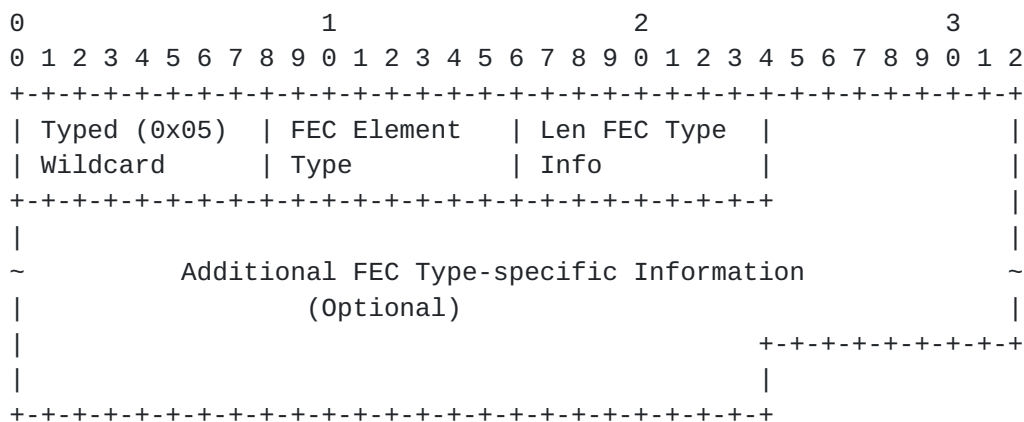 0                   1                   2                   3
0 1 2 3 4 5 6 7 8 9 0 1 2 3 4 5 6 7 8 9 0 1 2 3 4 5 6 7 8 9 0 1 2
+-+-+-+-+-+-+-+-+-+-+-+-+-+-+-+-+-+-+-+-+-+-+-+-+-+-+-+-+-+-+-+-+
| Typed (0x05)  | FEC Element   | Len FEC Type  |               |
| Wildcard      | Type          | Info          |               |
+-+-+-+-+-+-+-+-+-+-+-+-+-+-+-+-+-+-+-+-+-+-+-+-+               |
|                                                               |
~          Additional FEC Type-specific Information             ~
|                  (Optional)                                   |
|                                               +-+-+-+-+-+-+-+-+
|                                               |
+-+-+-+-+-+-+-+-+-+-+-+-+-+-+-+-+-+-+-+-+-+-+-+-+